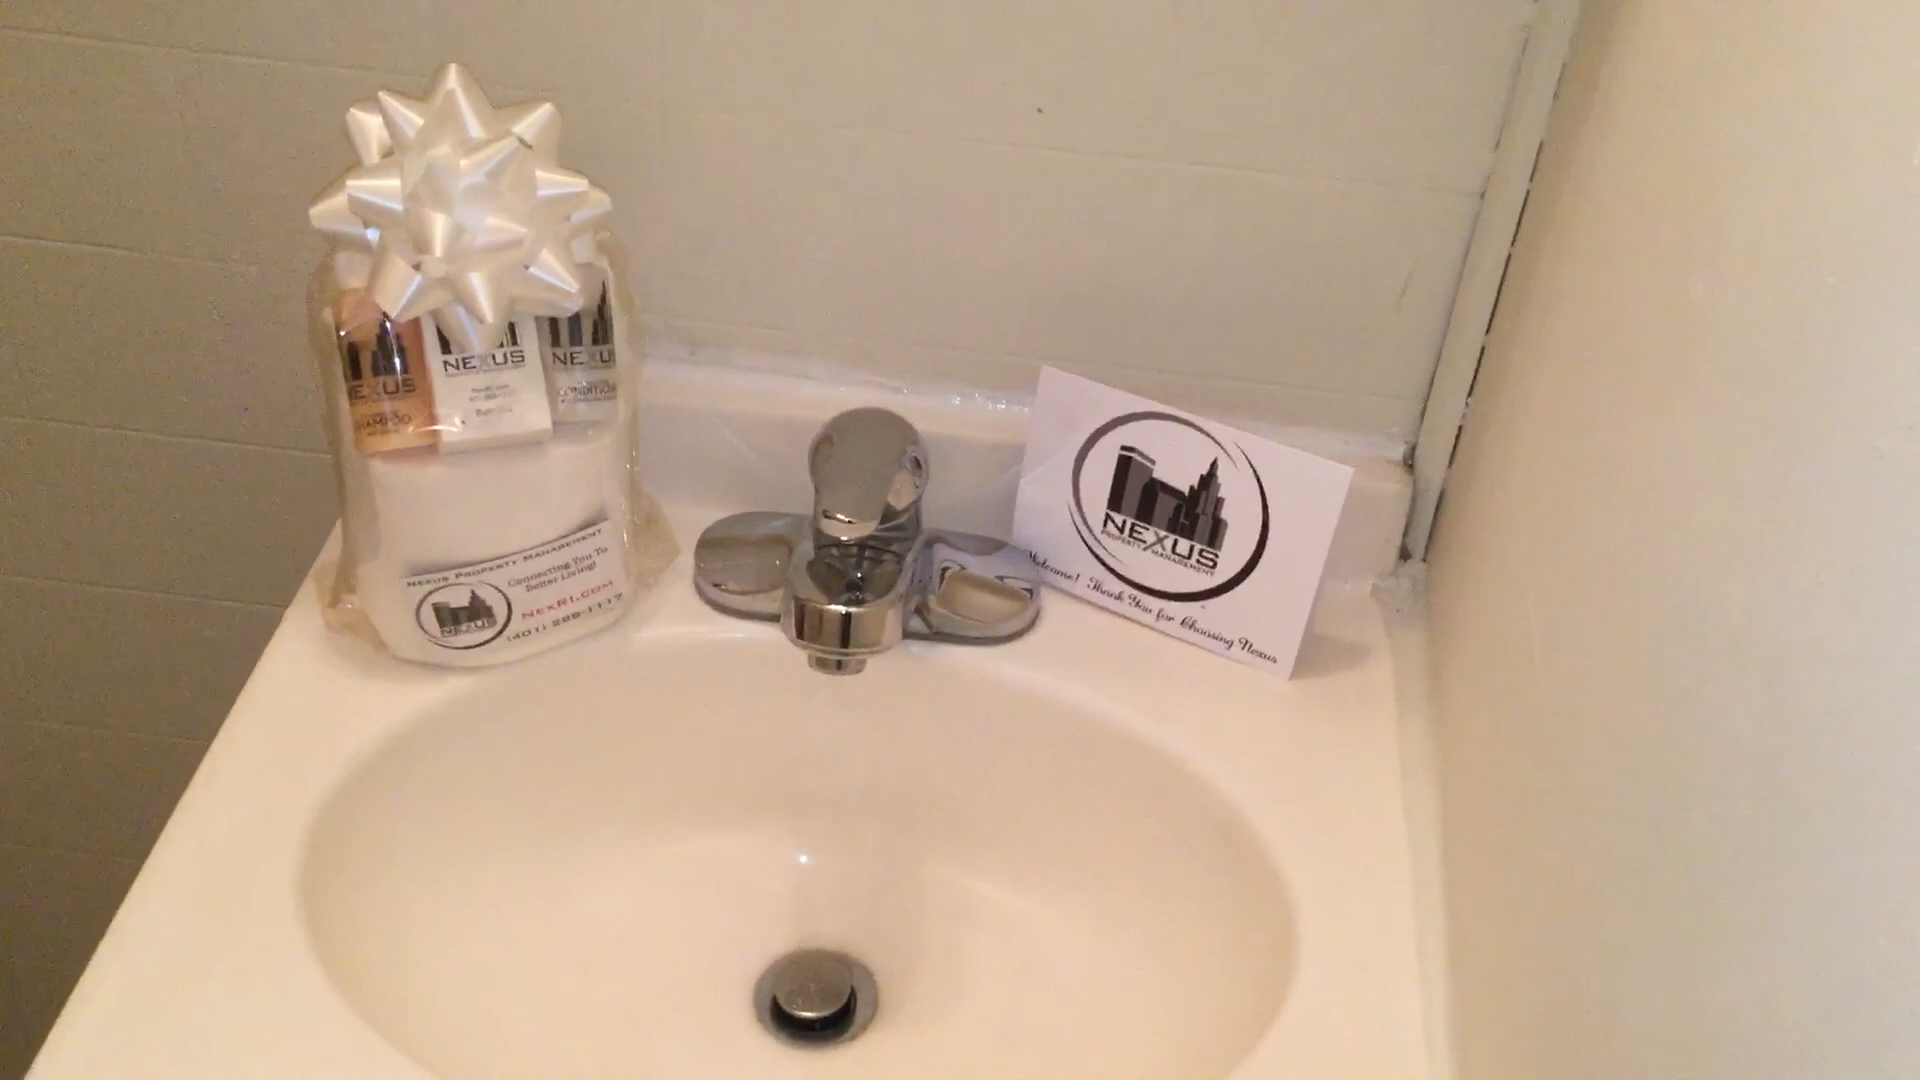 NEXUS
SHAMPOO
NEXUS
NEXUS
NEXUS PROPERTY MANAGEMENT
Connecting You To
Better Living!
NEXRI.COM
NEXUS
NEXUS
PROPERTY MANAGEMENT
Welcome! Thank You for Choosing Nexus